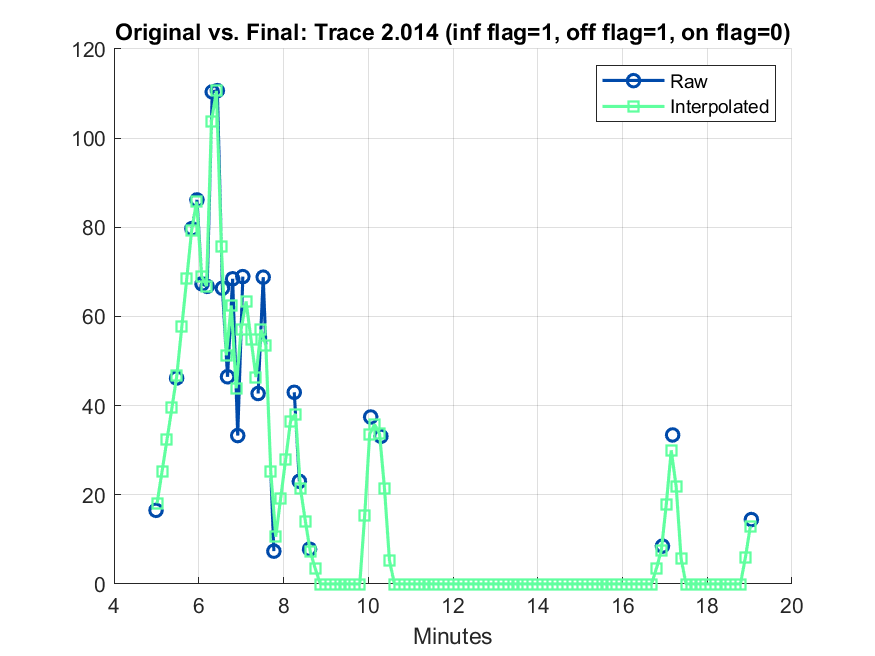 Original vs. Final: Trace 2.014 (inf flag=1, off flag=1, on flag=0)
120
100
80
60
40
20
0
4 6 8 10 12 14 16 18 20
Minutes
Raw
Interpolated